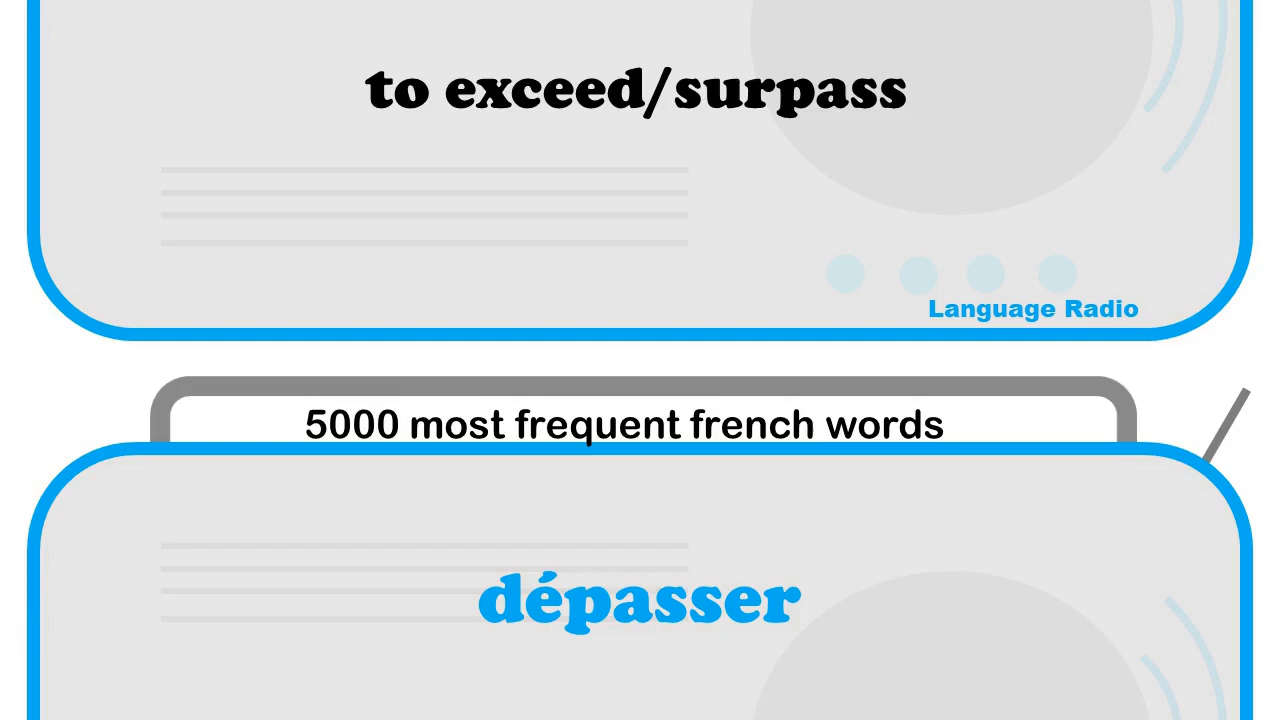 to exceed/surpass
Language Radio
5000 most frequent french words
dépasser